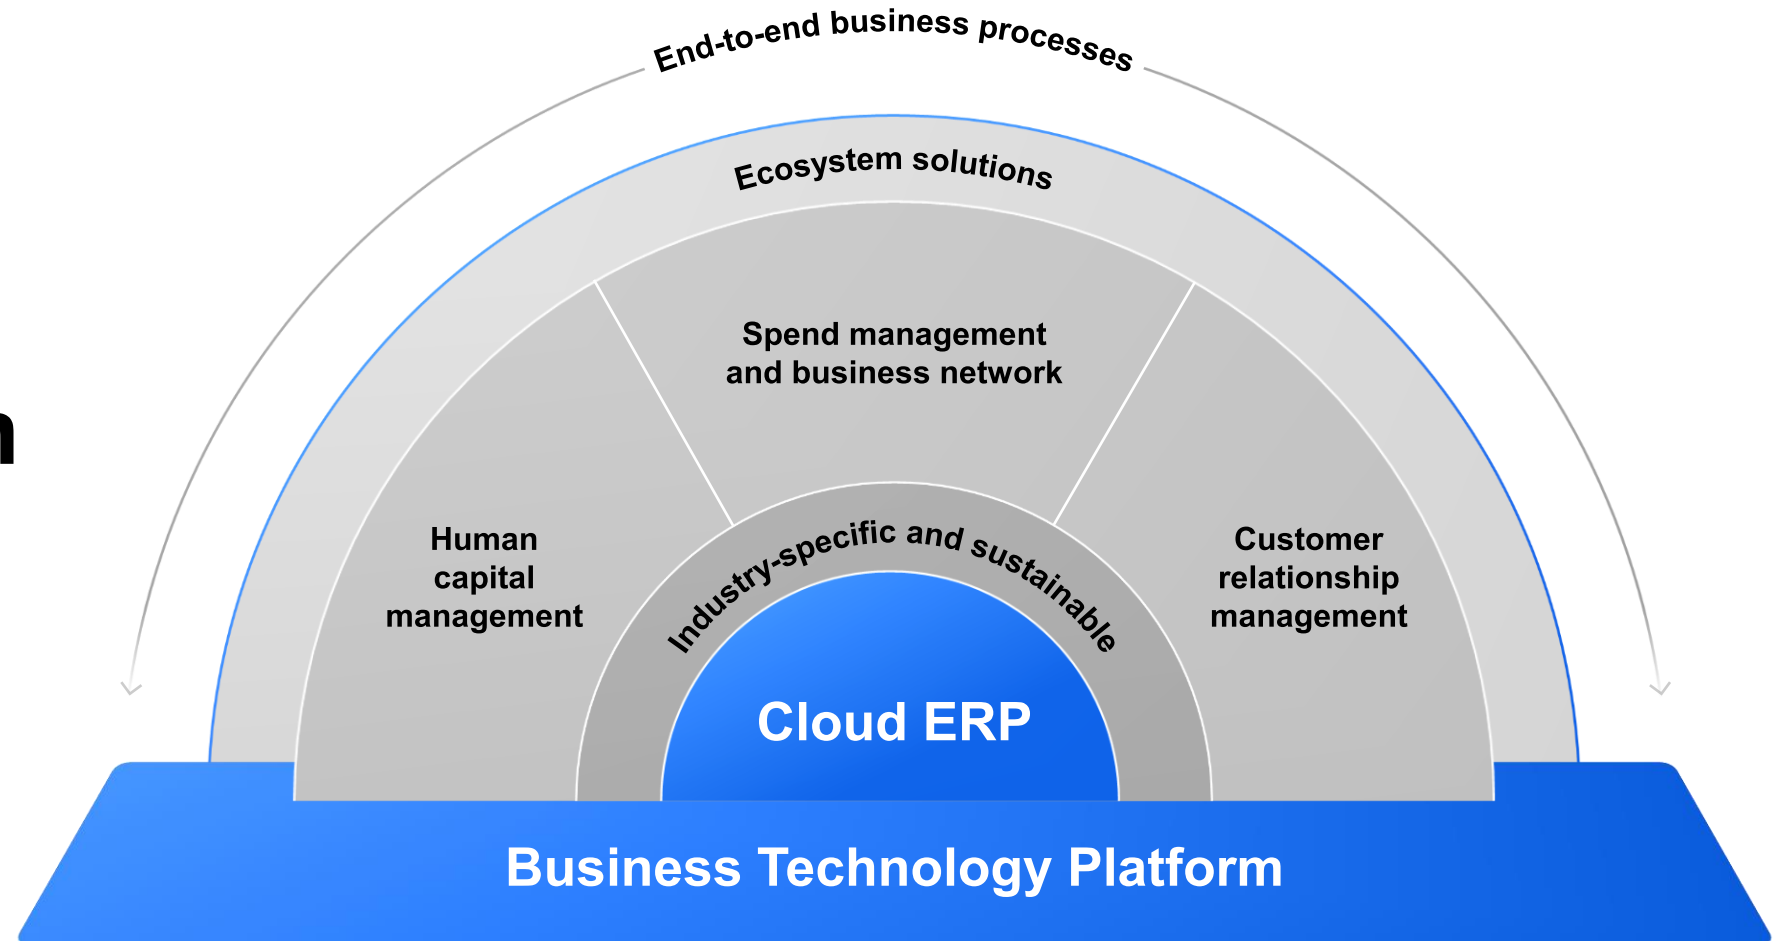 End-to-end business processes
Ecosystem solutions
Spend management
and business network
Human
capital
management
Customer
relationship
management
Industry-specific and sustainable
Cloud ERP
Business Technology Platform